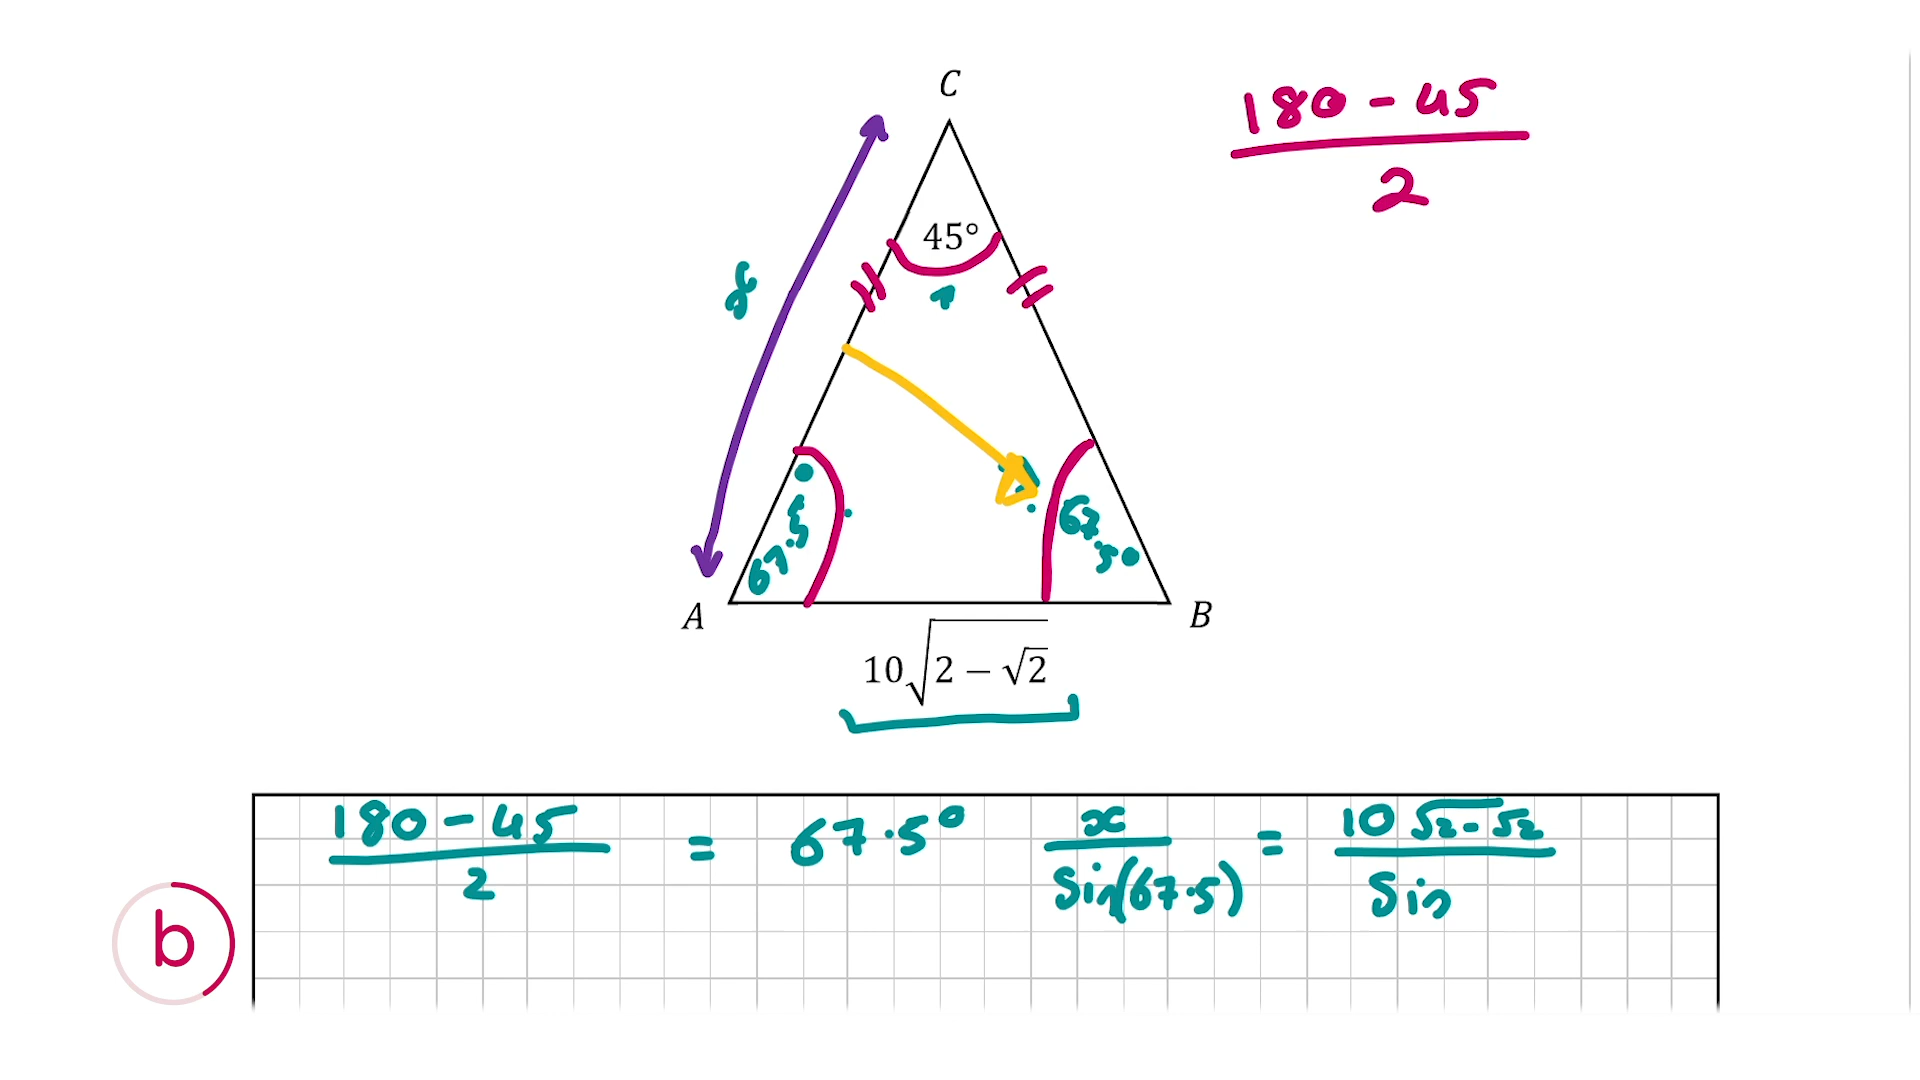 C
180 - 45
2
45°
x
67.5°
67.5°
A
B
10√(2 − √2)
180 - 45 / 2 = 67.5° x / sin(67.5) = 10√2-√2 / Sin
b